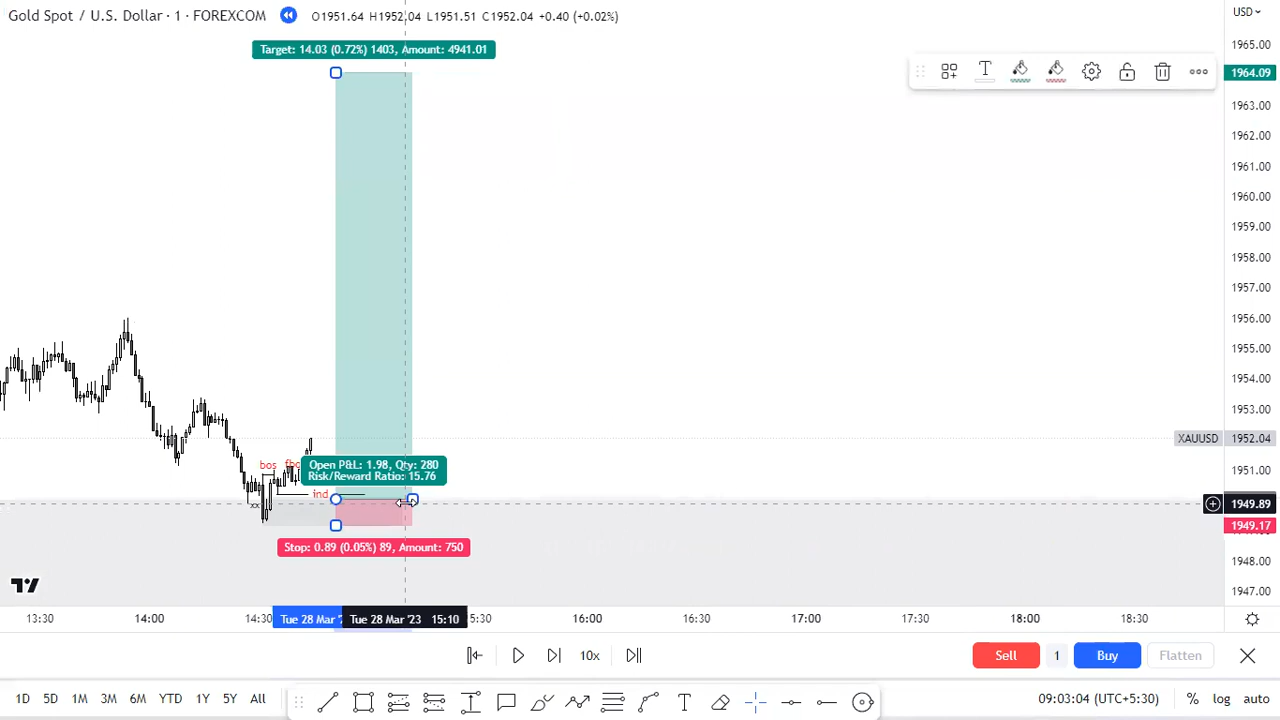 Gold Spot / U.S. Dollar · 1 · FOREXCOM O1951.64 H1952.04 L1951.51 C1952.04 +0.40 (+0.02%)
USD
Target: 14.03 (0.72%) 1403, Amount: 4941.01
T
1965.00
1964.09
1963.00
1962.00
1961.00
1960.00
1959.00
1958.00
1957.00
1956.00
1955.00
1954.00
1953.00
XAUUSD 1952.04
1951.00
bos
Open P&L: 1.98, Qty: 280
Risk/Reward Ratio: 15.76
ind
xx
1949.89
1949.17
Stop: 0.89 (0.05%) 89, Amount: 750
1948.00
1947.00
13:30 14:00 14:30 Tue 28 Mar Tue 28 Mar '23 15:10 5:30 16:00 16:30 17:00 17:30 18:00 18:30
10x
Sell 1 Buy Flatten
1D 5D 1M 3M 6M YTD 1Y 5Y All
T
09:03:04 (UTC+5:30) % log auto